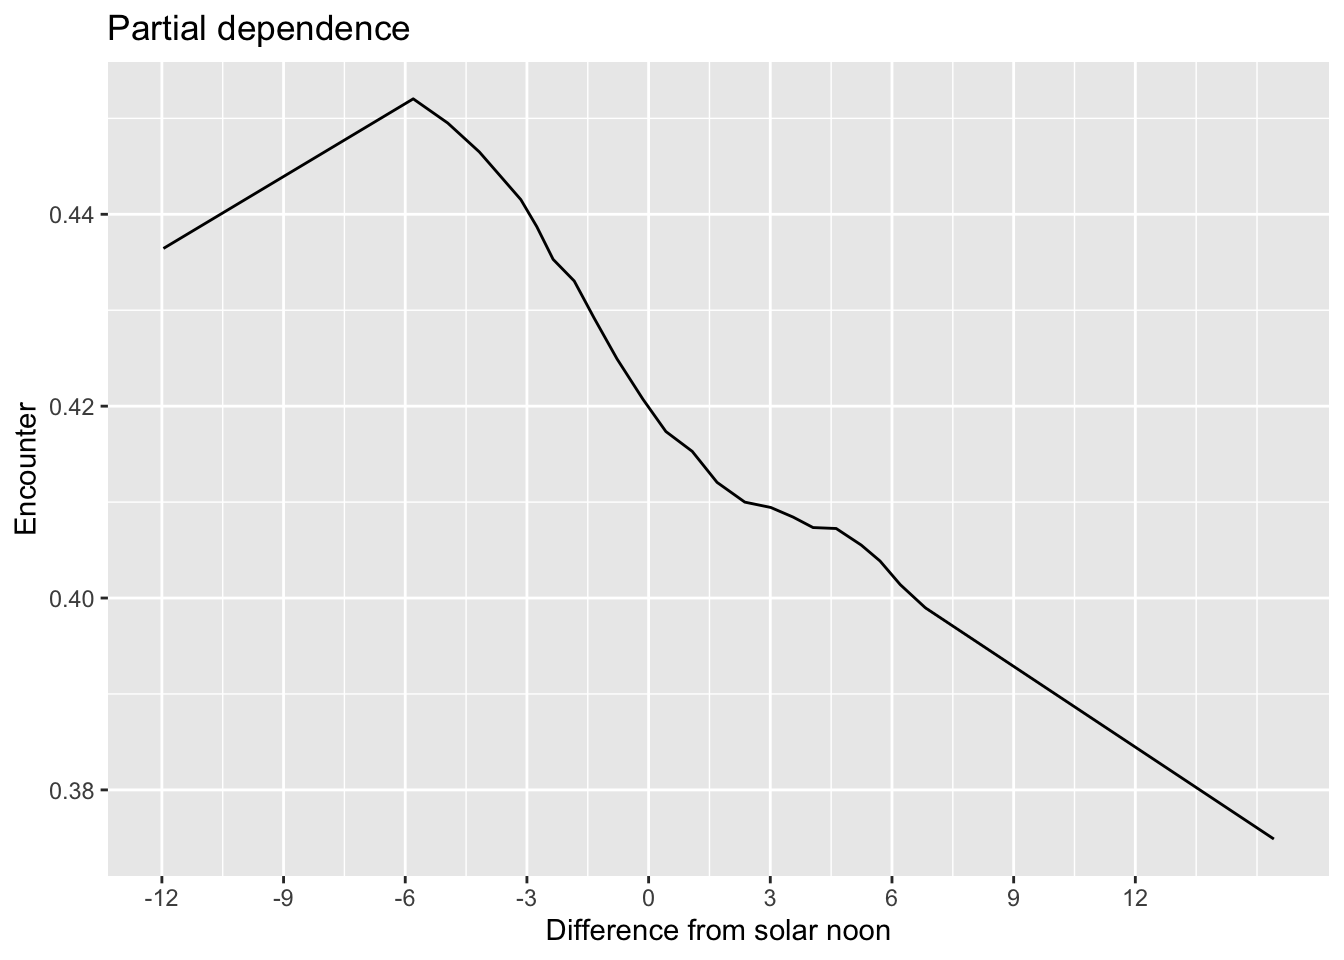 Partial dependence
Encounter
0.44
0.42
0.40
0.38
-12 -9 -6 -3 0 3 6 9 12
Difference from solar noon